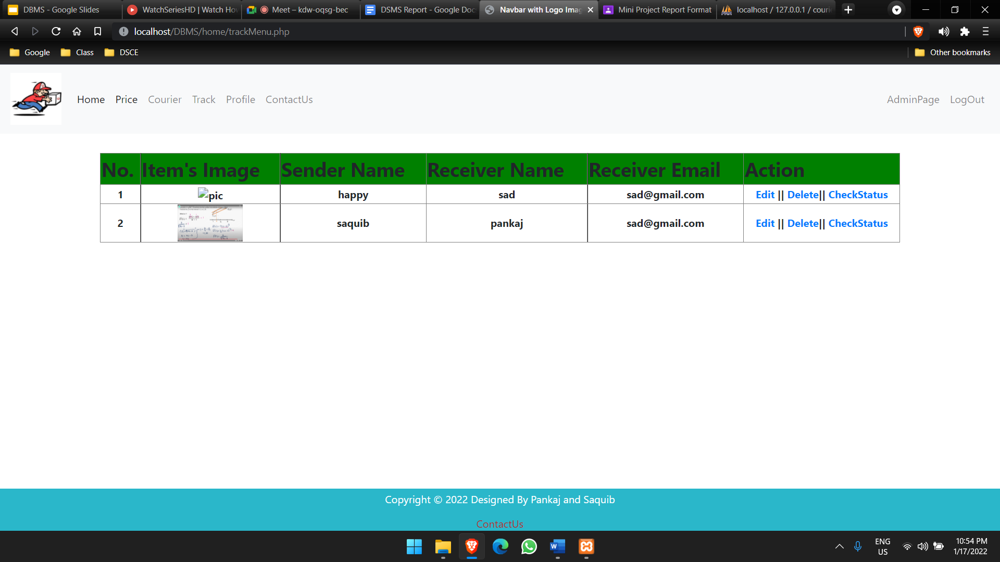 DBMS - Google Slides
WatchSeriesHD | Watch Hov
Meet – kdw-oqsg-bec
DSMS Report - Google Doc
Navbar with Logo Imag
Mini Project Report Format
localhost / 127.0.0.1 / couri
localhost/DBMS/home/trackMenu.php
Google Class DSCE Other bookmarks
Home Price Courier Track Profile ContactUs AdminPage LogOut
No. Item's Image Sender Name Receiver Name Receiver Email Action
1 pic happy sad sad@gmail.com Edit || Delete|| CheckStatus
2 saquib pankaj sad@gmail.com Edit || Delete|| CheckStatus
Copyright © 2022 Designed By Pankaj and Saquib
ContactUs
ENG
US
10:54 PM
1/17/2022